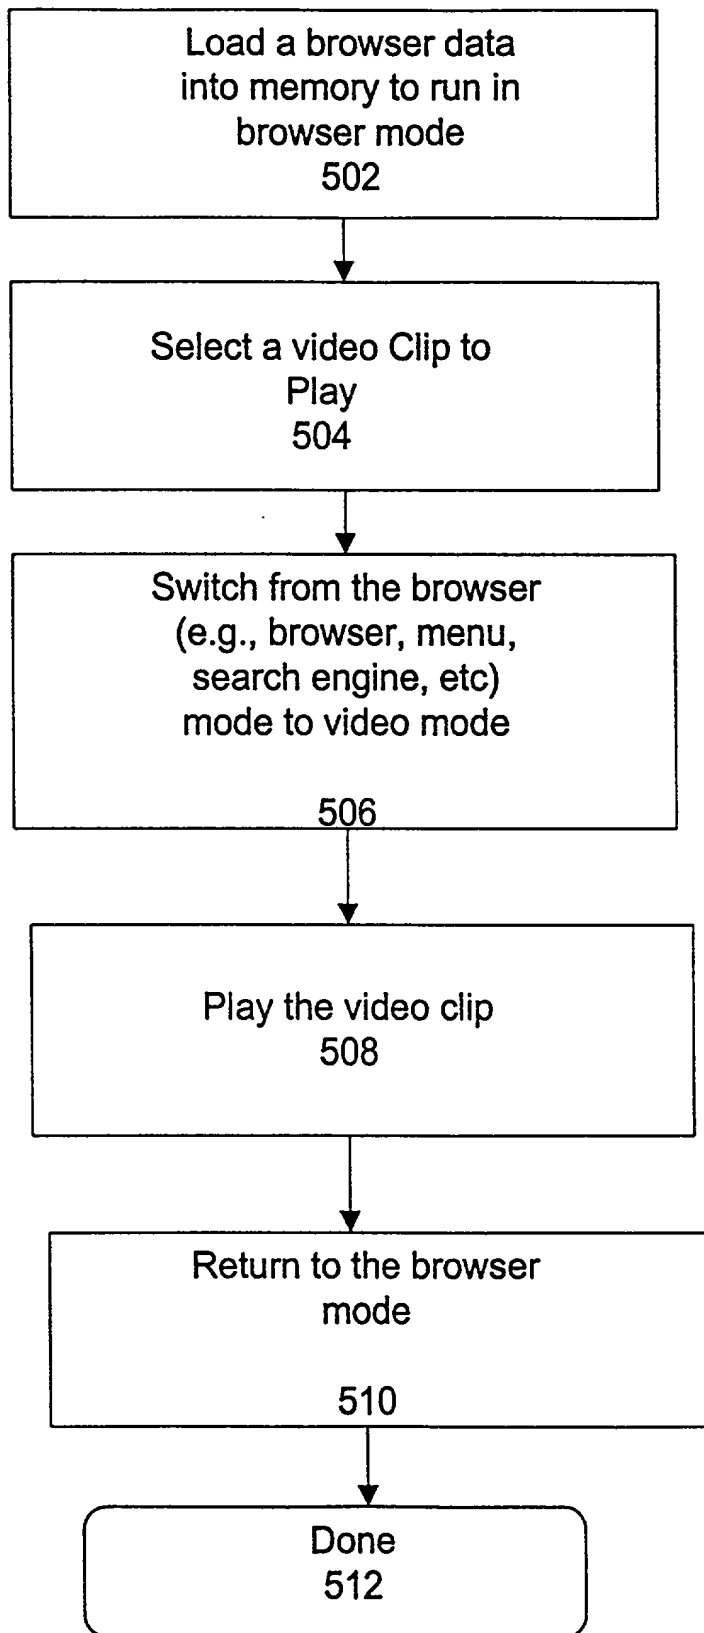 Load a browser data
into memory to run in
browser mode
502
Select a video Clip to
Play
504
Switch from the browser
(e.g., browser, menu,
search engine, etc)
mode to video mode
506
Play the video clip
508
Return to the browser
mode
510
Done
512